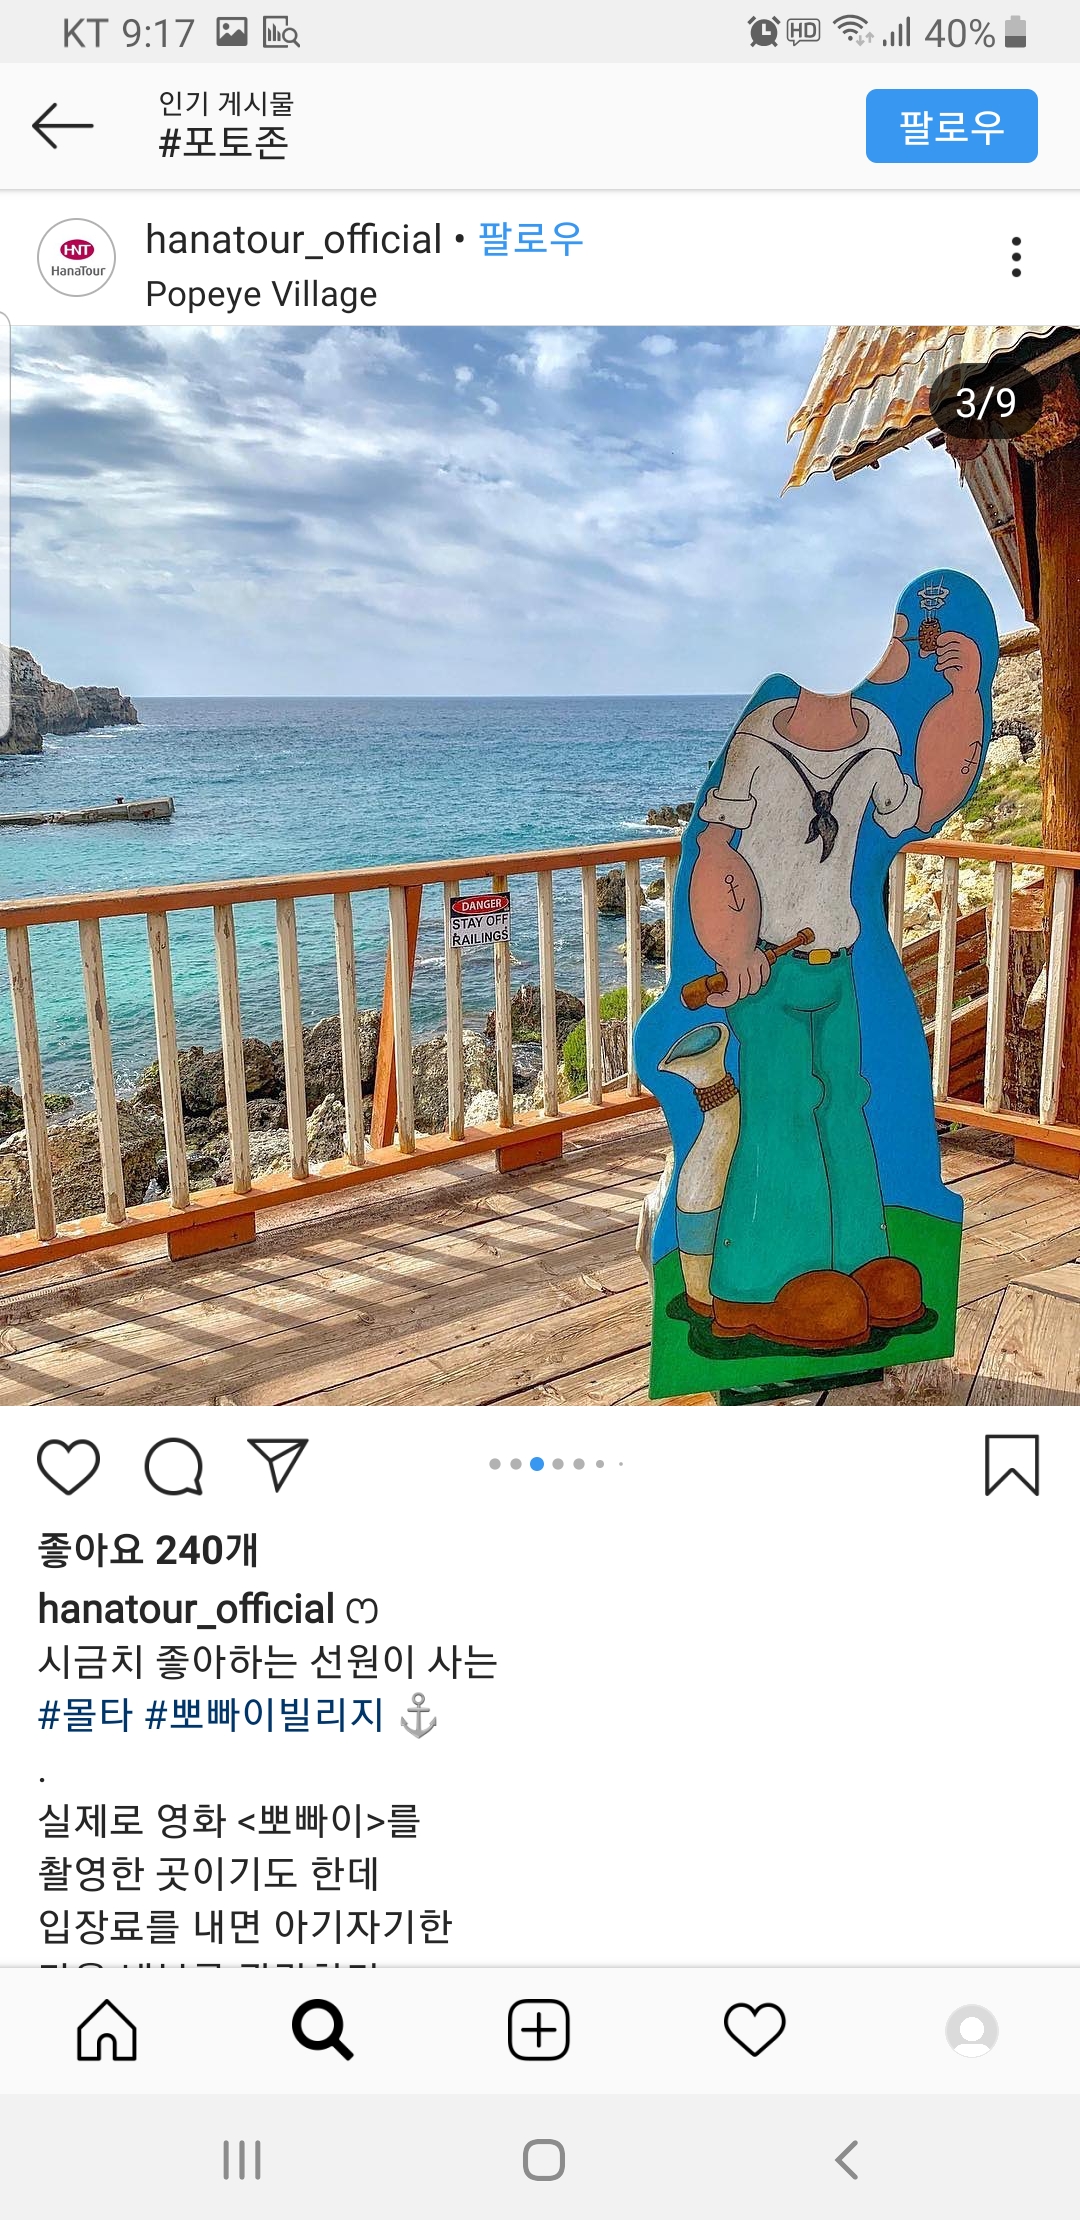 KT 9:17 HD 40%
인기 게시물
#포토존
팔로우
HNT
HanaTour
hanatour_official • 팔로우
Popeye Village
3/9
DANGER
STAY OFF
RAILINGS
좋아요 240개
hanatour_official ෆ
시금치 좋아하는 선원이 사는
#몰타 #뽀빠이빌리지 ⚓
.
실제로 영화 <뽀빠이>를
촬영한 곳이기도 한데
입장료를 내면 아기자기한